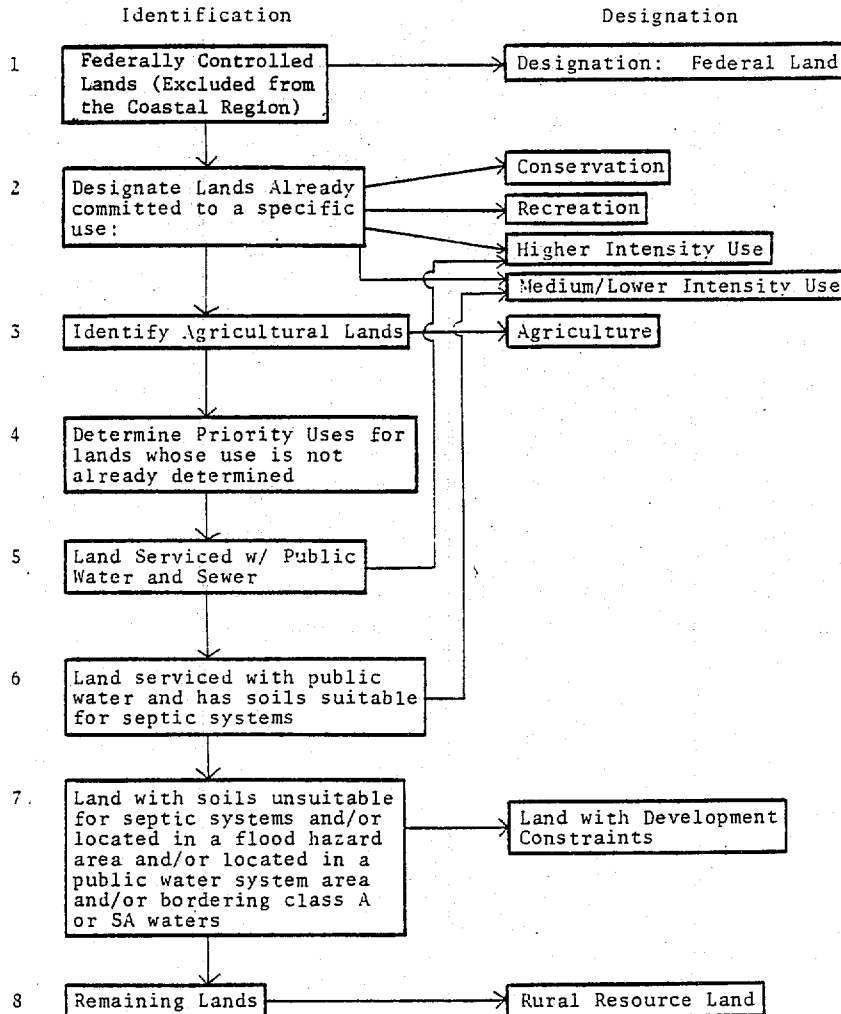 Identification Designation
1 Federally Controlled Lands (Excluded from the Coastal Region)
Designation: Federal Land
2 Designate Lands Already committed to a specific use:
Conservation
Recreation
Higher Intensity Use
Medium/Lower Intensity Use
3 Identify Agricultural Lands
Agriculture
4 Determine Priority Uses for
lands whose use is not
already determined
5 Land Serviced w/ Public
Water and Sewer
6 Land serviced with public
water and has soils suitable
for septic systems
7. Land with soils unsuitable
for septic systems and/or
located in a flood hazard
area and/or located in a
public water system area
and/or bordering class A
or SA waters
Land with Development
Constraints
8 Remaining Lands
Rural Resource Land